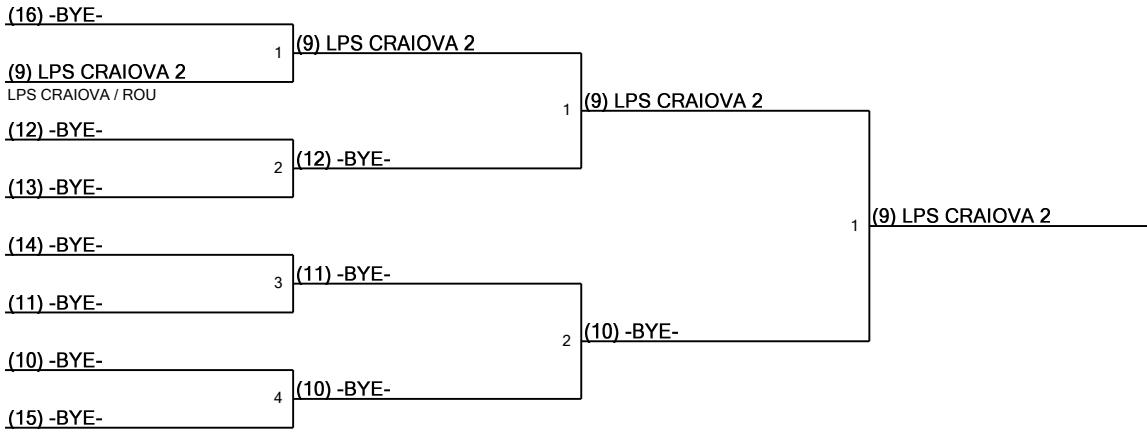 (16) -BYE-
1
(9) LPS CRAIOVA 2
(9) LPS CRAIOVA 2
LPS CRAIOVA / ROU
1
(9) LPS CRAIOVA 2
(12) -BYE-
2
(12) -BYE-
(13) -BYE-
1
(9) LPS CRAIOVA 2
(14) -BYE-
3
(11) -BYE-
(11) -BYE-
2
(10) -BYE-
(10) -BYE-
4
(10) -BYE-
(15) -BYE-